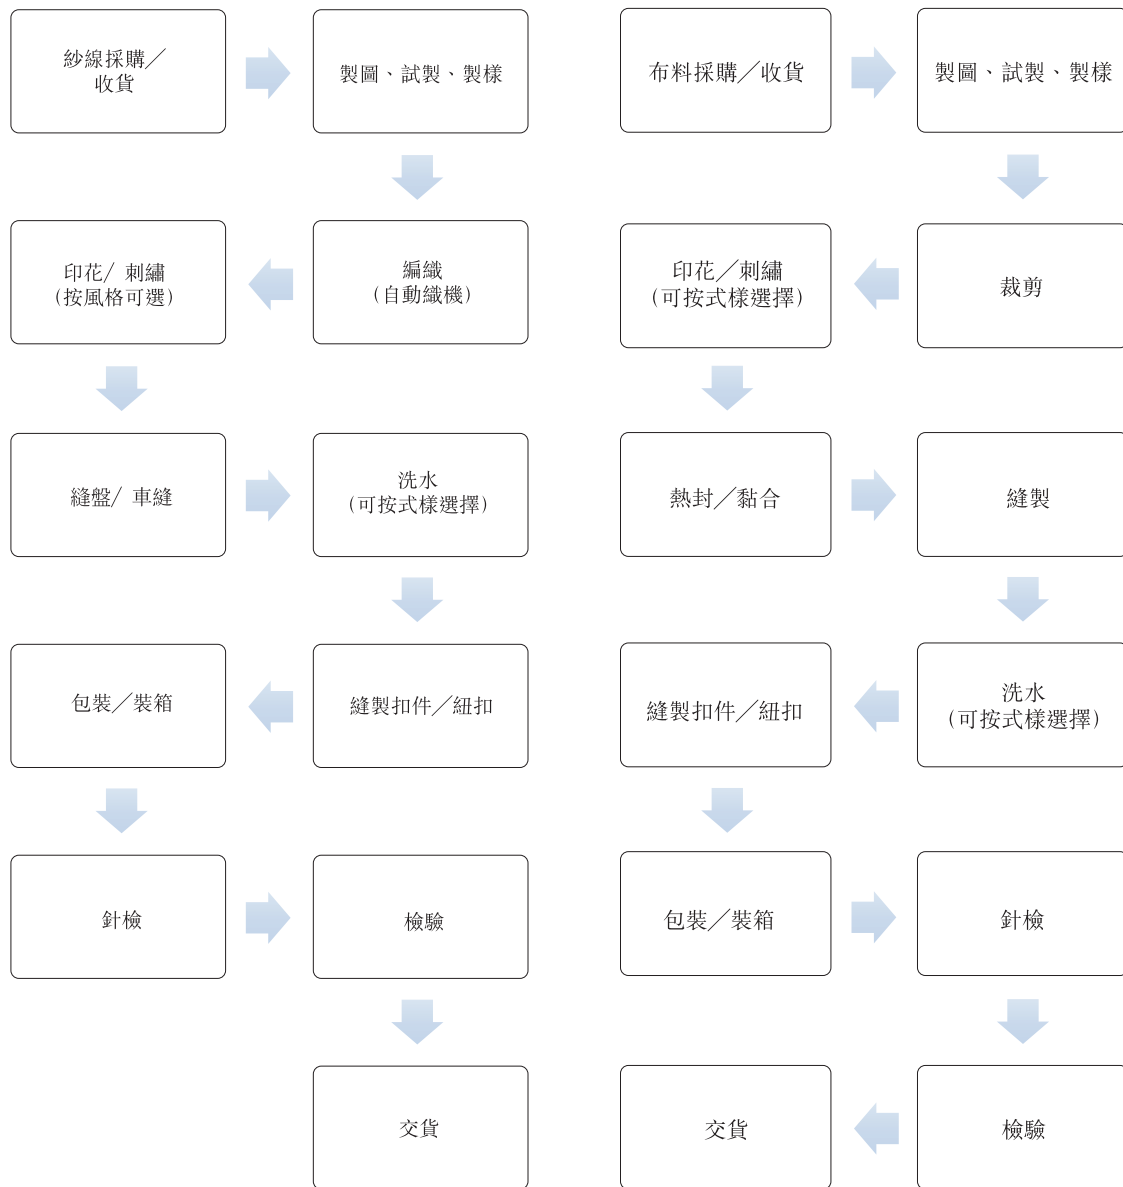 紗線採購／
收貨
製圖、試製、製樣
編織
(自動織機)
印花/ 刺繡
(按風格可選)
縫盤/ 車縫
洗水
(可按式樣選擇)
縫製扣件／紐扣
包裝／裝箱
針檢
檢驗
交貨
布料採購／收貨
製圖、試製、製樣
裁剪
印花／刺繡
(可按式樣選擇)
熱封／黏合
縫製
洗水
(可按式樣選擇)
縫製扣件／紐扣
包裝／裝箱
針檢
檢驗
交貨